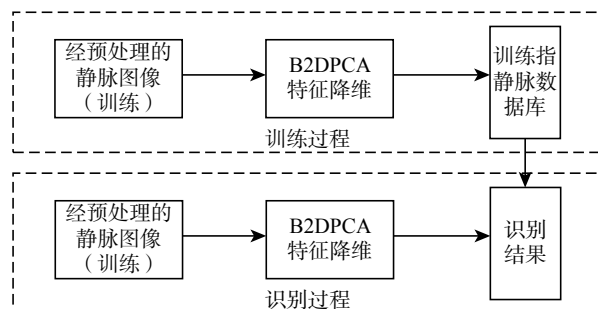 经预处理的
静脉图像
（训练）
B2DPCA
特征降维
训练指
静脉数
据库
训练过程
经预处理的
静脉图像
（训练）
B2DPCA
特征降维
识别
结果
识别过程